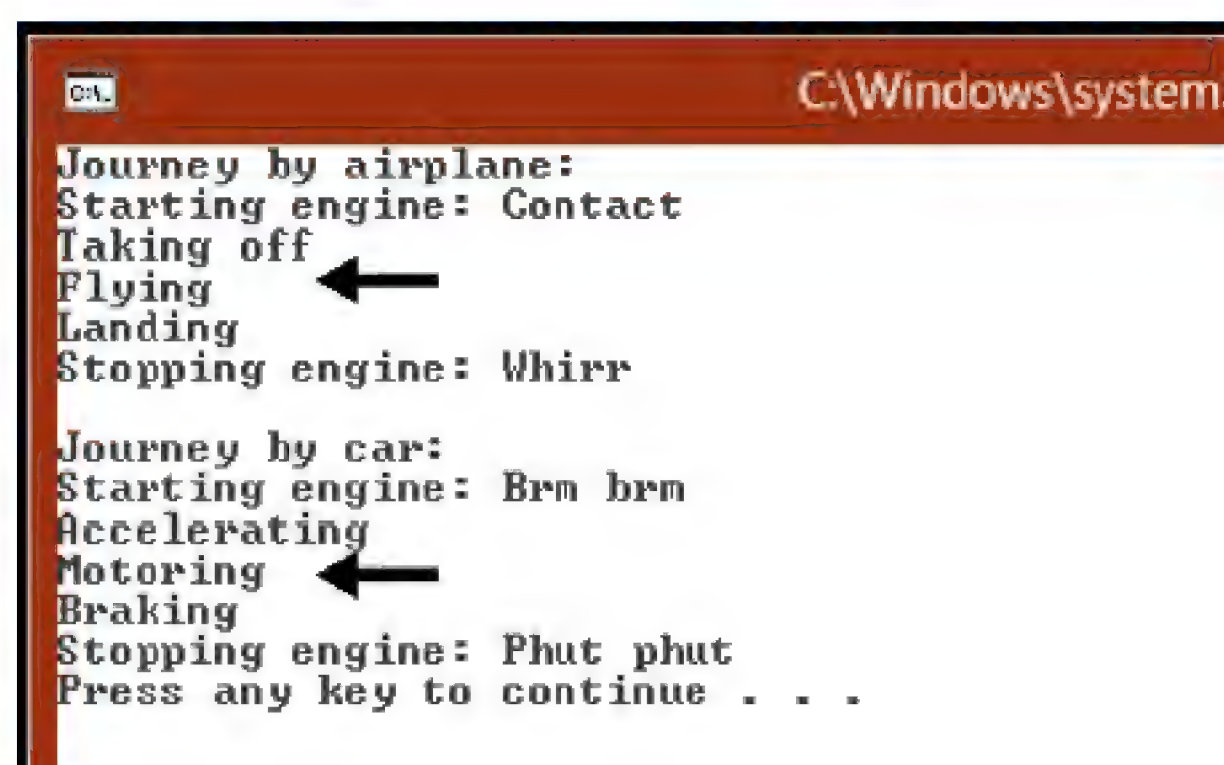 C:\.
C:\Windows\system.
Journey by airplane:
Starting engine: Contact
Taking off
Flying
Landing
Stopping engine: Whirr
Journey by car:
Starting engine: Brm brm
Accelerating
Motoring
Braking
Stopping engine: Phut phut
Press any key to continue . . .